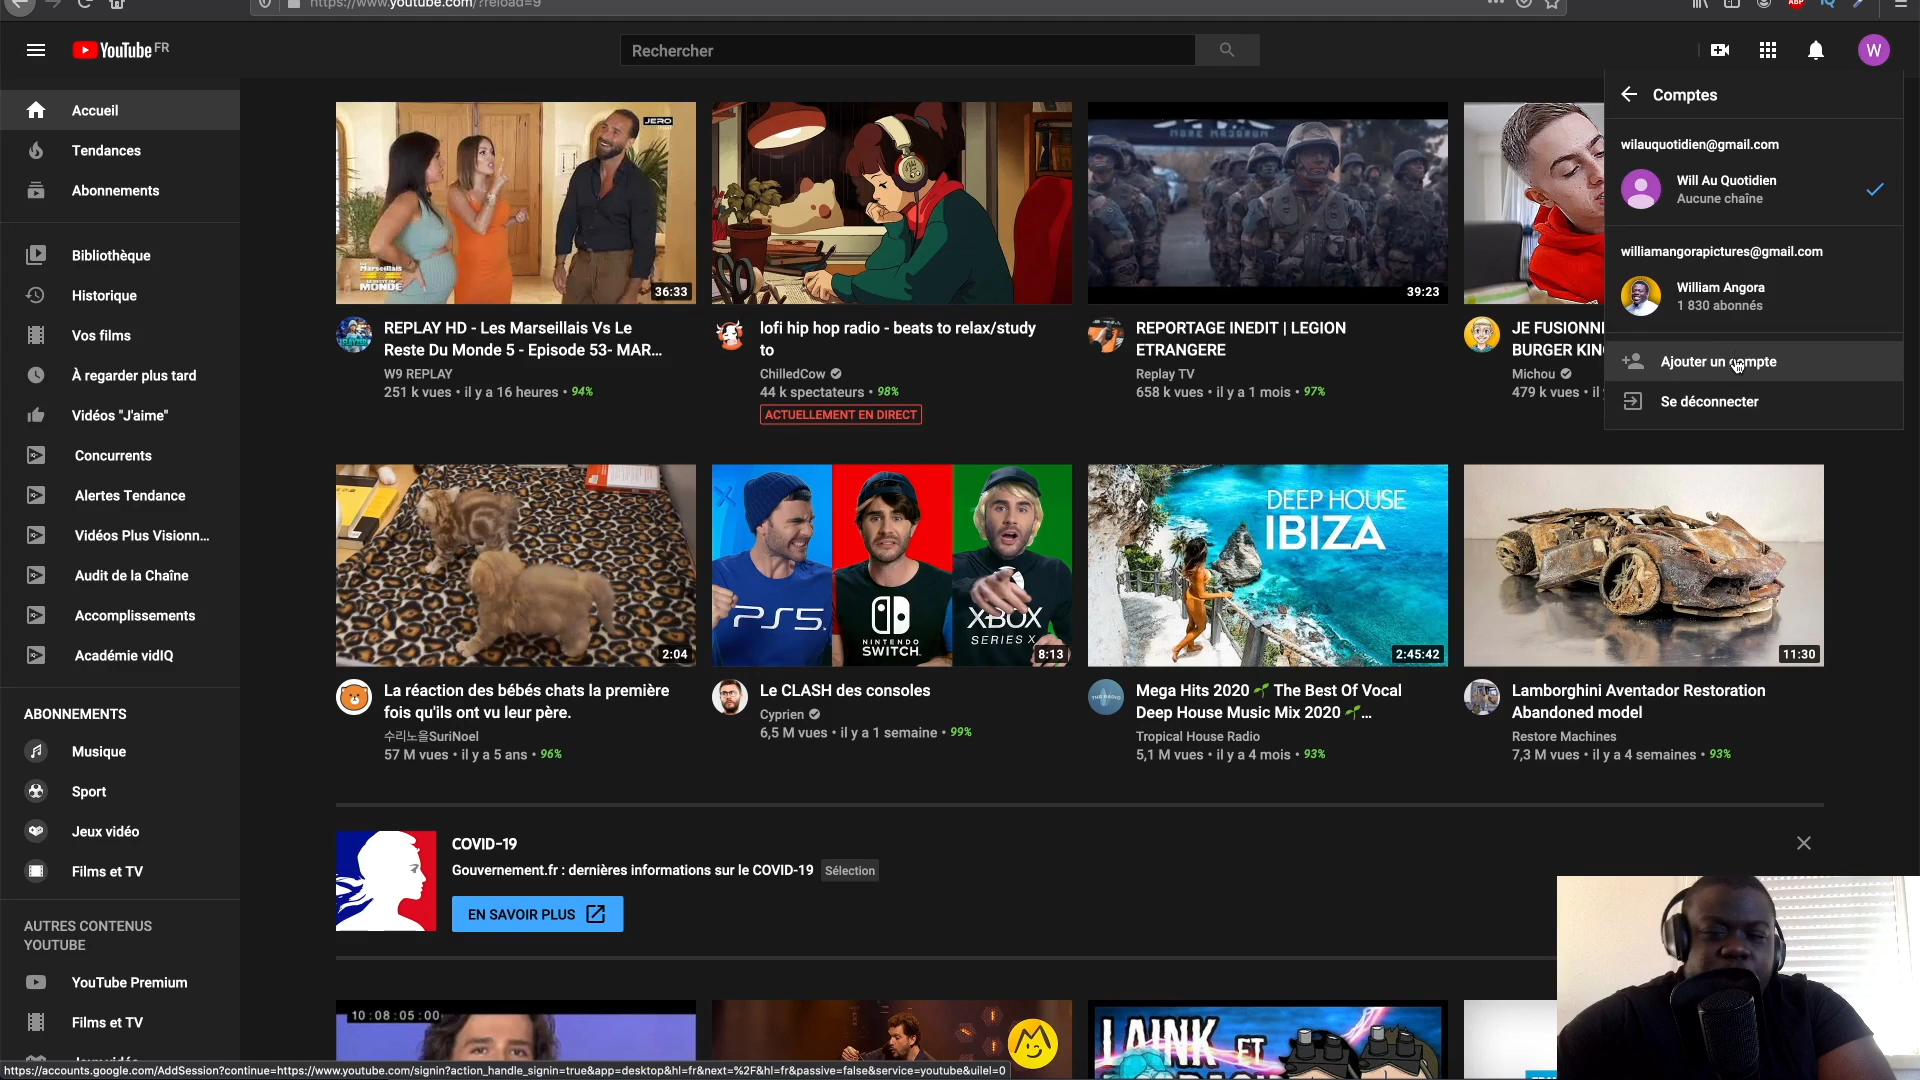 https://www.youtube.com/?reload=9
ABP
YouTube FR
Rechercher
W
Accueil
Tendances
Abonnements
Bibliothèque
Historique
Vos films
À regarder plus tard
Vidéos "J'aime"
Concurrents
Alertes Tendance
Vidéos Plus Visionn...
Audit de la Chaîne
Accomplissements
Académie vidIQ
ABONNEMENTS
Musique
Sport
Jeux vidéo
Films et TV
AUTRES CONTENUS
YOUTUBE
YouTube Premium
Films et TV
JERO
Les Marseillais
MONDE
36:33
REPLAY HD - Les Marseillais Vs Le
Reste Du Monde 5 - Episode 53- MAR...
W9 REPLAY
251 k vues • il y a 16 heures • 94%
lofi hip hop radio - beats to relax/study
to
ChilledCow
44 k spectateurs • 98%
ACTUELLEMENT EN DIRECT
39:23
REPORTAGE INEDIT | LEGION
ETRANGERE
Replay TV
658 k vues • il y a 1 mois • 97%
JE FUSIONN
BURGER KIN
Michou
479 k vues • il
Comptes
wilauquotidien@gmail.com
Will Au Quotidien
Aucune chaîne
williamangorapictures@gmail.com
William Angora
1 830 abonnés
Ajouter un compte
Se déconnecter
2:04
La réaction des bébés chats la première
fois qu'ils ont vu leur père.
수리노을SuriNoel
57 M vues • il y a 5 ans • 96%
PS5
NINTENDO
SWITCH
XBOX
SERIES X
8:13
Le CLASH des consoles
Cyprien
6,5 M vues • il y a 1 semaine • 99%
DEEP HOUSE
IBIZA
2:45:42
Mega Hits 2020 🌱 The Best Of Vocal
Deep House Music Mix 2020 🌱...
Tropical House Radio
5,1 M vues • il y a 4 mois • 93%
11:30
Lamborghini Aventador Restoration
Abandoned model
Restore Machines
7,3 M vues • il y a 4 semaines • 93%
COVID-19
Gouvernement.fr : dernières informations sur le COVID-19 Sélection
EN SAVOIR PLUS
10:08:05:00
LAINK ET
https://accounts.google.com/AddSession?continue=https://www.youtube.com/signin?action_handle_signin=true&app=desktop&hl=fr&next=%2F&hl=fr&passive=false&service=youtube&uilel=0